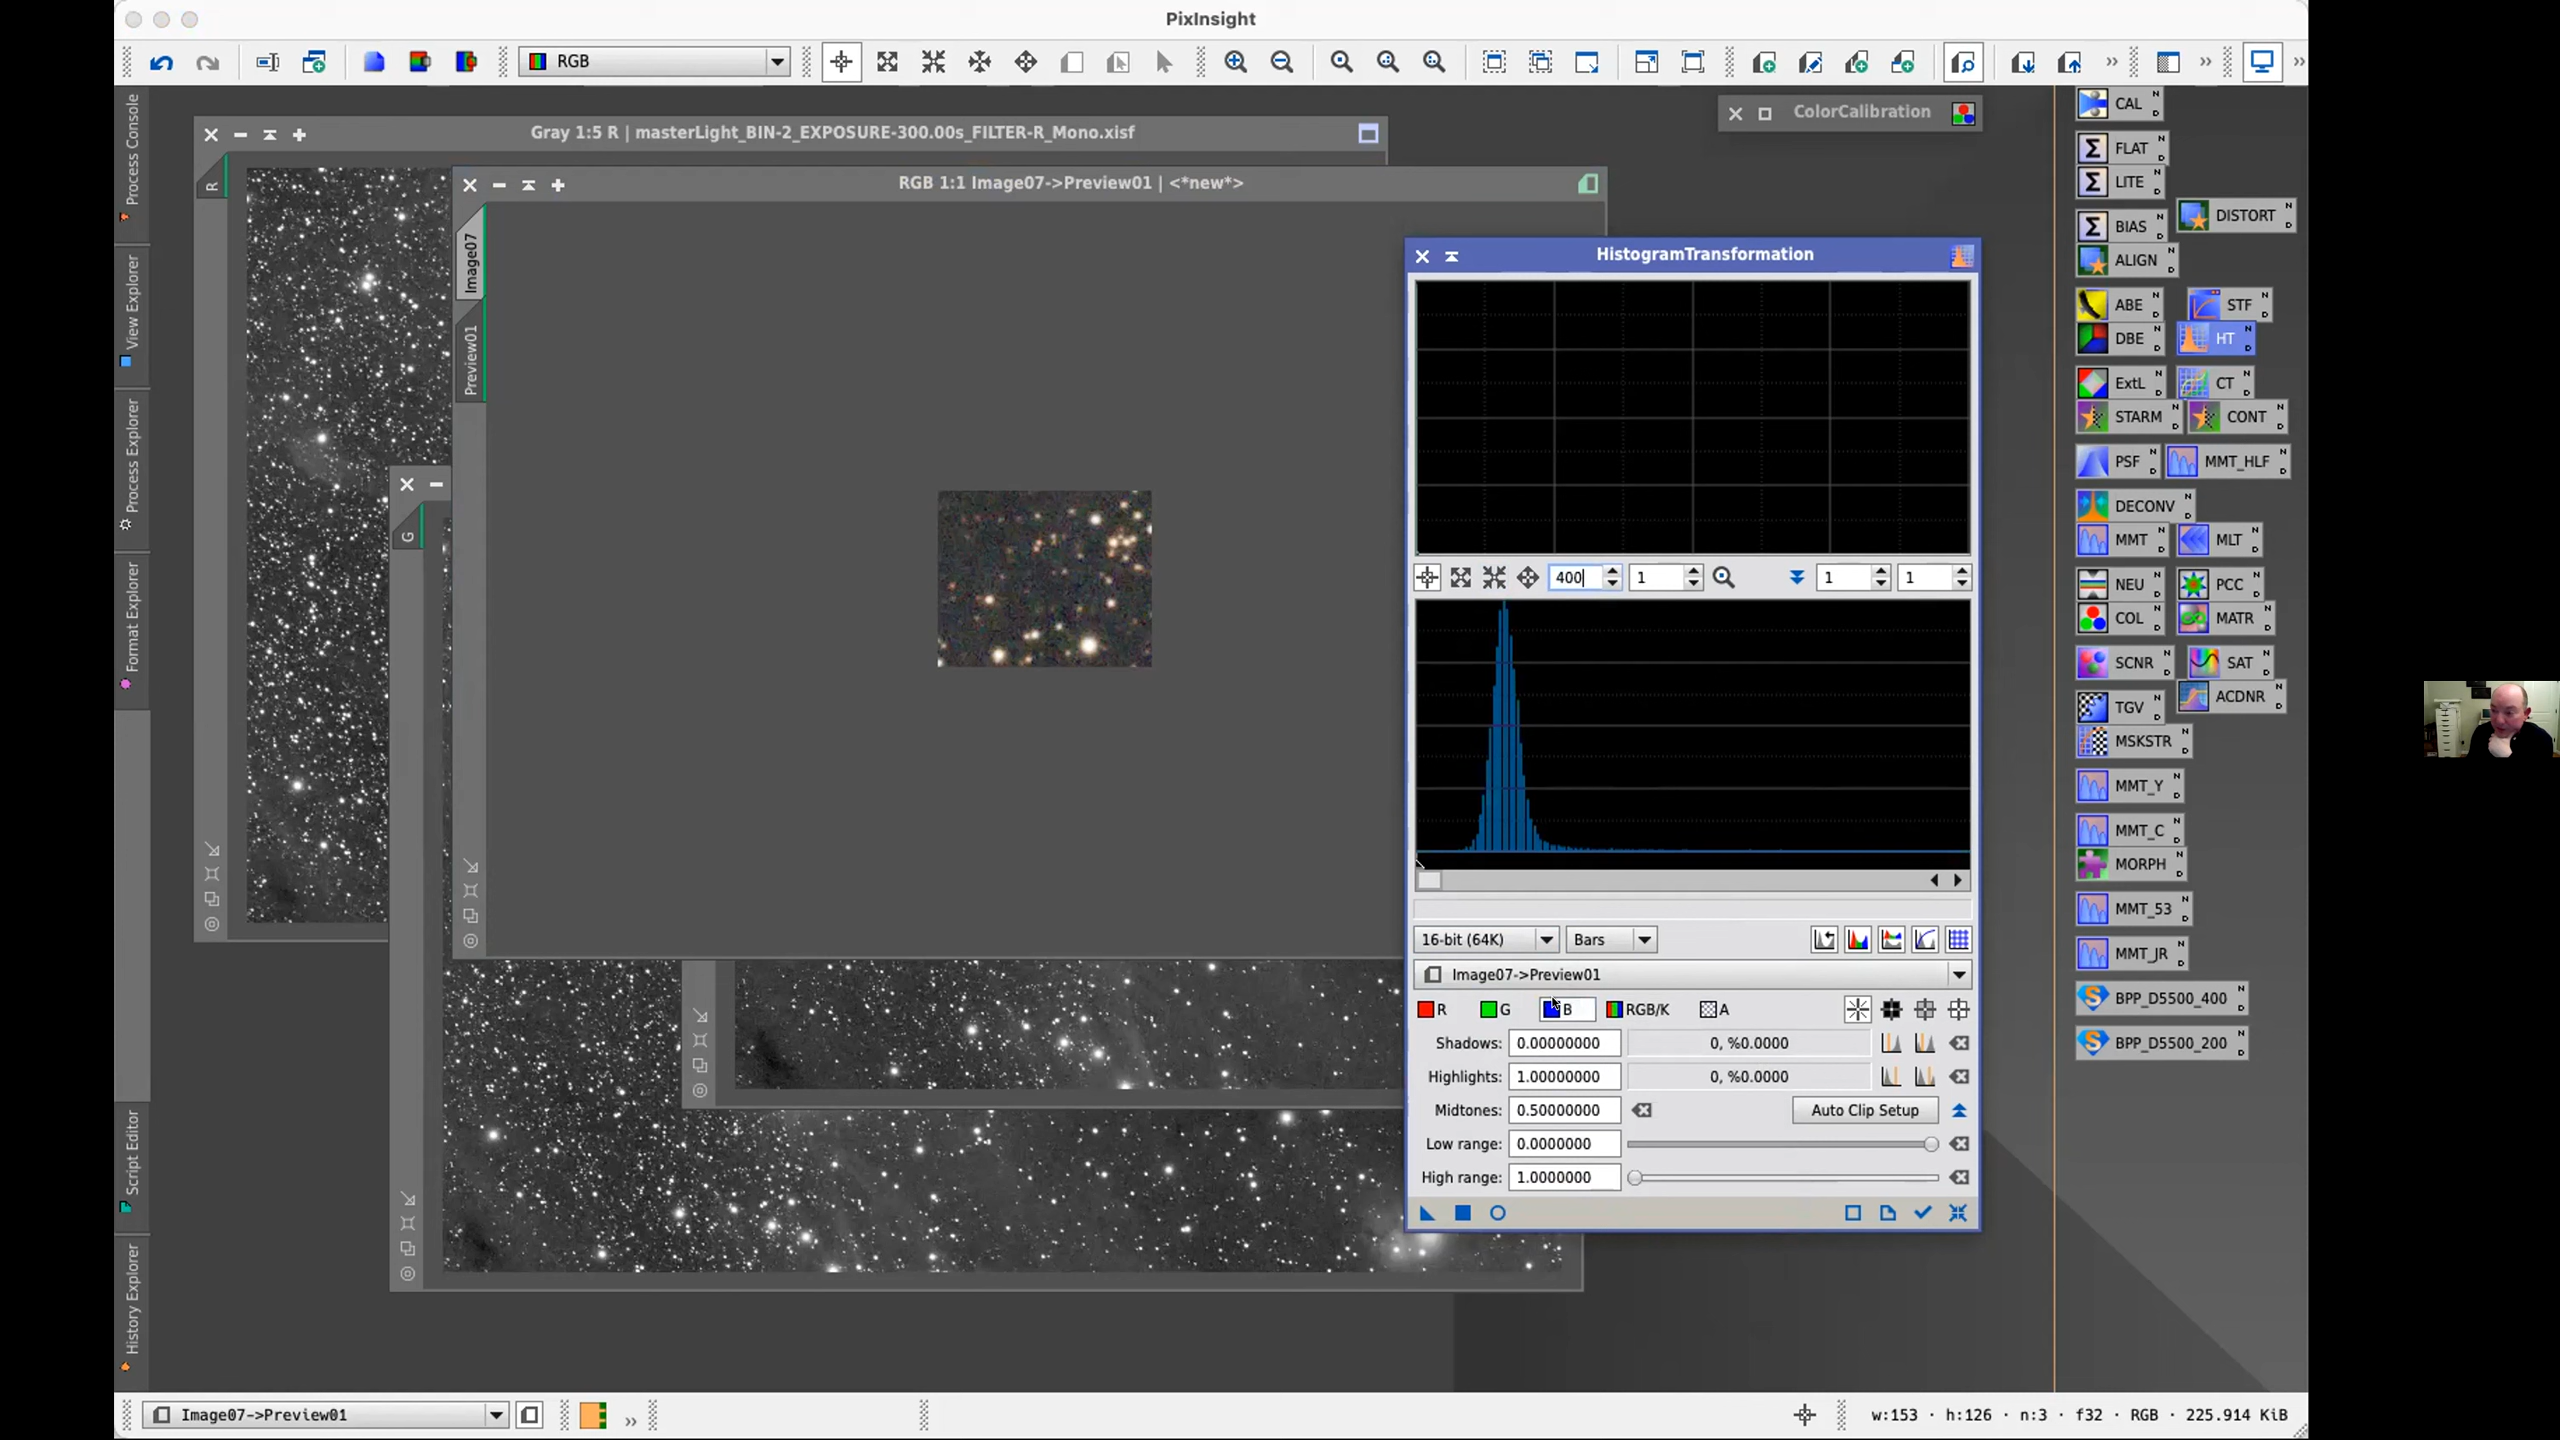 PixInsight
RGB
Process Console
View Explorer
Process Explorer
Format Explorer
Script Editor
History Explorer
Gray 1:5 R | masterLight_BIN-2_EXPOSURE-300.00s_FILTER-R_Mono.xisf
R
RGB 1:1 Image07->Preview01 | <*new*>
Image07
Preview01
G
ColorCalibration
HistogramTransformation
400
1
1
1
16-bit (64K)
Bars
Image07->Preview01
R
G
B
RGB/K
A
Shadows: 0.00000000 0, %0.0000
Highlights: 1.00000000 0, %0.0000
Midtones: 0.50000000 Auto Clip Setup
Low range: 0.0000000
High range: 1.0000000
CAL
FLAT
LITE
DISTORT
BIAS
ALIGN
ABE
STF
DBE
HT
ExtL
CT
STARM
CONT
PSF
MMT_HLF
DECONV
MMT
MLT
NEU
PCC
COL
MATR
SCNR
SAT
ACDNR
TGV
MSKSTR
MMT_Y
MMT_C
MORPH
MMT_53
MMT_JR
BPP_D5500_400
BPP_D5500_200
Image07->Preview01
w:153 · h:126 · n:3 · f32 · RGB · 225.914 KiB